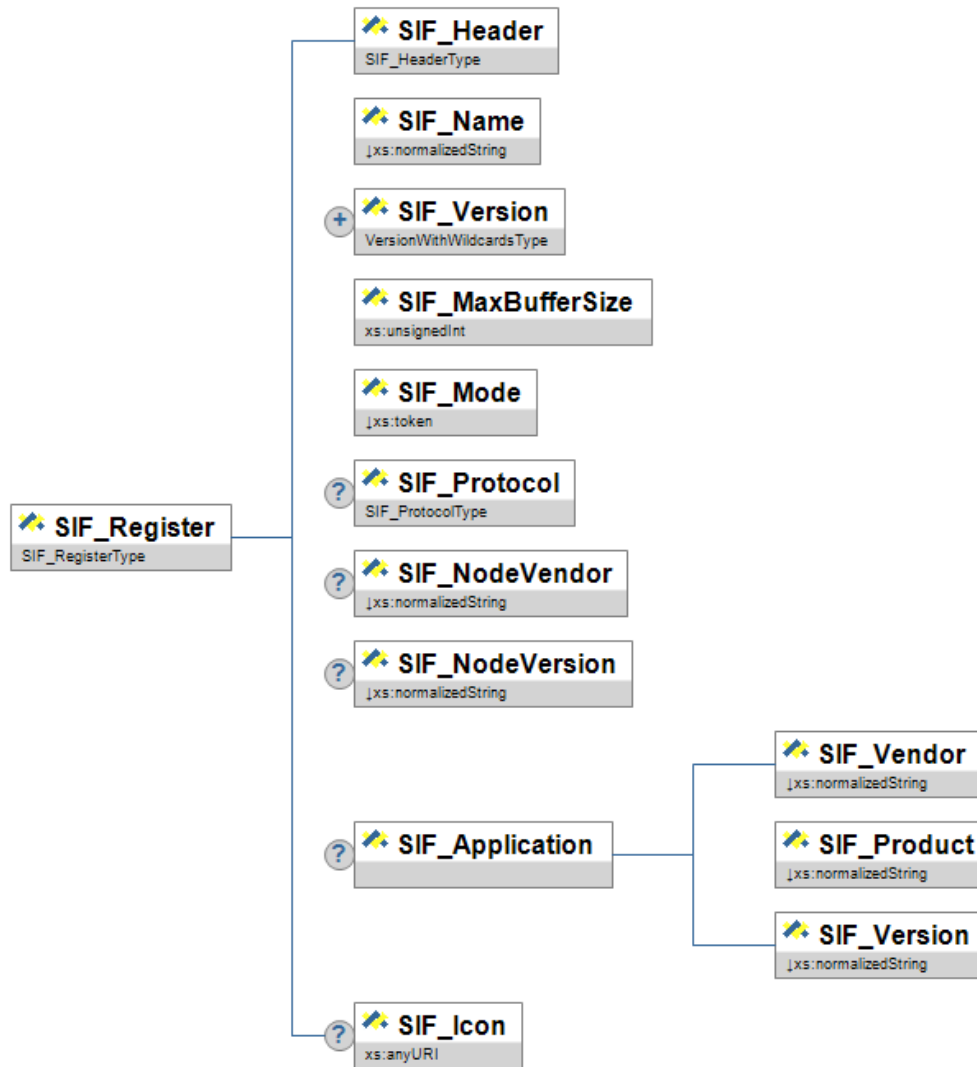 SIF_Header
SIF_HeaderType
SIF_Name
↓xs:normalizedString
+
SIF_Version
VersionWithWildcardsType
SIF_MaxBufferSize
xs:unsignedInt
SIF_Mode
↓xs:token
?
SIF_Protocol
SIF_ProtocolType
SIF_Register
SIF_RegisterType
?
SIF_NodeVendor
↓xs:normalizedString
?
SIF_NodeVersion
↓xs:normalizedString
SIF_Vendor
↓xs:normalizedString
?
SIF_Application
SIF_Product
↓xs:normalizedString
SIF_Version
↓xs:normalizedString
?
SIF_Icon
xs:anyURI